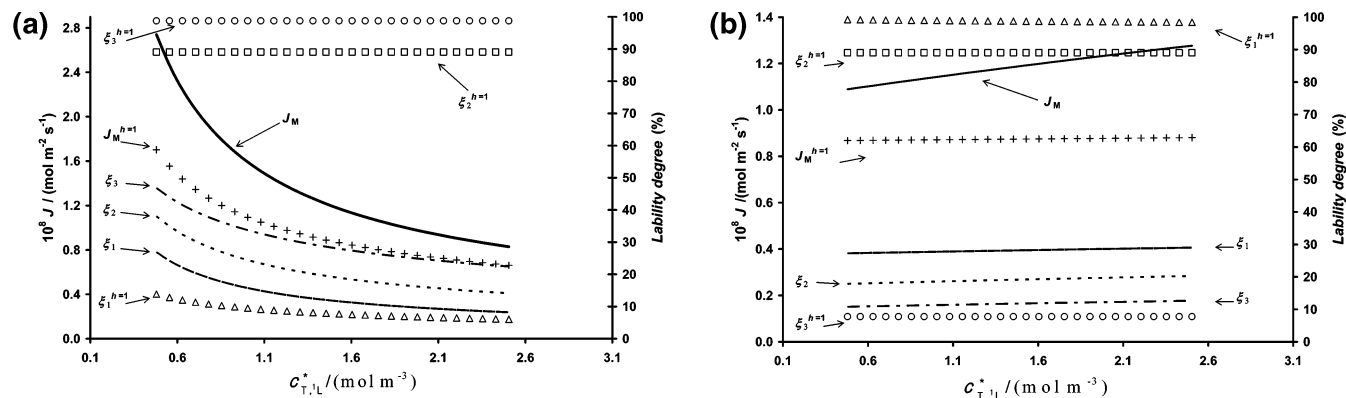 (a)
10⁸ J / (mol m⁻² s⁻¹)
2.8
2.4
2.0
1.6
1.2
0.8
0.4
0.0
0.1 0.6 1.1 1.6 2.1 2.6 3.1
c*T,¹L /(mol m⁻³)
100
90
80
70
60
50
40
30
20
10
0
Lability degree (%)
ξ₃ʰ⁼¹
ξ₂ʰ⁼¹
J_M
J_Mʰ⁼¹
ξ₃
ξ₂
ξ₁
ξ₁ʰ⁼¹
(b)
10⁸ J /(mol m⁻² s⁻¹)
1.4
1.2
1.0
0.8
0.6
0.4
0.2
0.0
0.1 0.6 1.1 1.6 2.1 2.6 3.1
c*T,¹L /(mol m⁻³)
100
90
80
70
60
50
40
30
20
10
0
Lability degree (%)
ξ₁ʰ⁼¹
ξ₂ʰ⁼¹
J_M
J_Mʰ⁼¹
ξ₁
ξ₂
ξ₃
ξ₃ʰ⁼¹